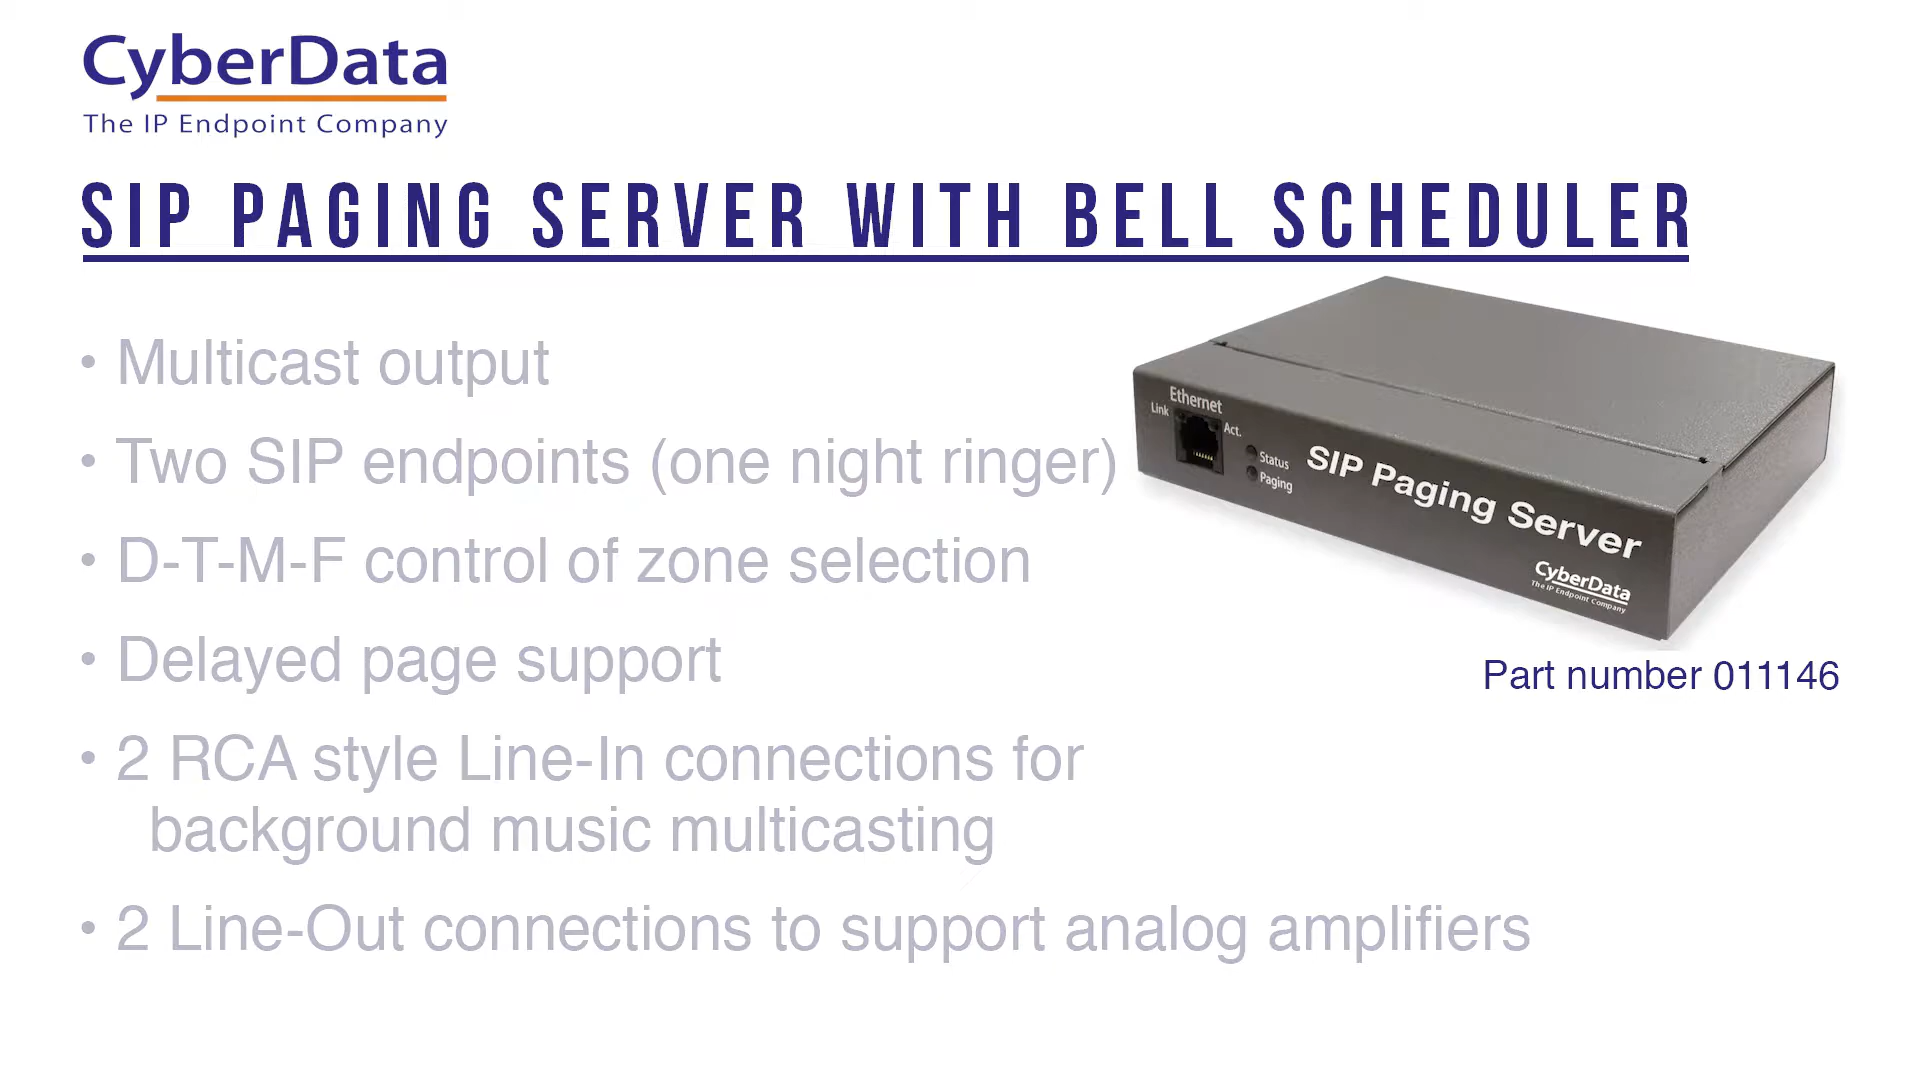 CyberData
The IP Endpoint Company
SIP PAGING SERVER WITH BELL SCHEDULER
• Multicast output
• Two SIP endpoints (one night ringer)
• D-T-M-F control of zone selection
• Delayed page support
• 2 RCA style Line-In connections for
background music multicasting
• 2 Line-Out connections to support analog amplifiers
Ethernet
Link
Act.
Status
Paging
SIP Paging Server
CyberData
The IP Endpoint Company
Part number 011146